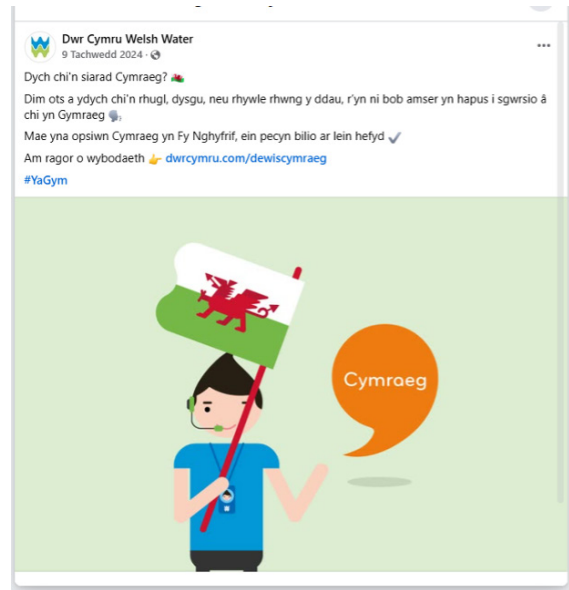 Dwr Cymru Welsh Water
9 Tachwedd 2024 ·
Dych chi'n siarad Cymraeg? 🏴󠁧󠁢󠁷󠁬󠁳󠁿
Dim ots a ydych chi'n rhugl, dysgu, neu rhywle rhwng y ddau, r'yn ni bob amser yn hapus i sgwrsio â
chi yn Gymraeg 🗣️
Mae yna opsiwn Cymraeg yn Fy Nghyfrif, ein pecyn bilio ar lein hefyd ✔️
Am ragor o wybodaeth 👉 dwrcymru.com/dewiscymraeg
#YaGym
Cymraeg